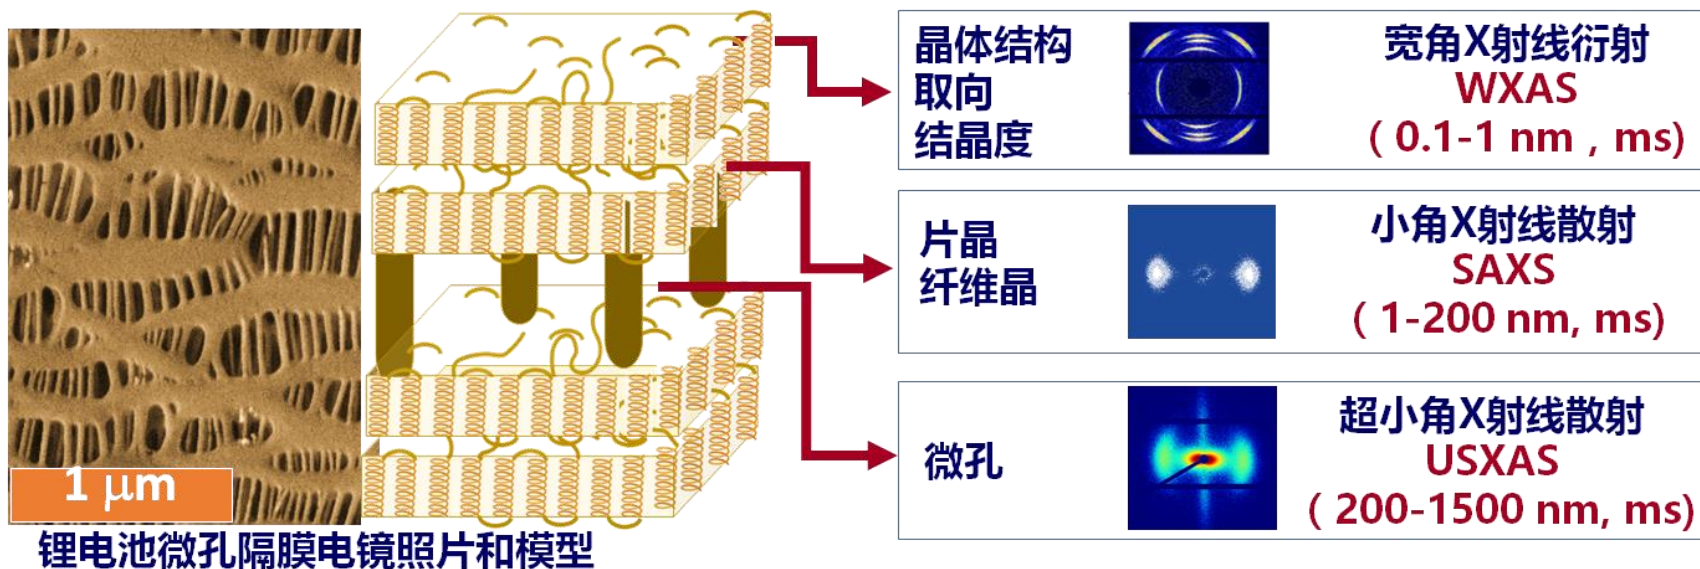 1 μm
锂电池微孔隔膜电镜照片和模型
晶体结构
取向
结晶度
宽角X射线衍射
WXAS
( 0.1-1 nm , ms)
片晶
纤维晶
小角X射线散射
SAXS
( 1-200 nm, ms)
微孔
超小角X射线散射
USXAS
( 200-1500 nm, ms)